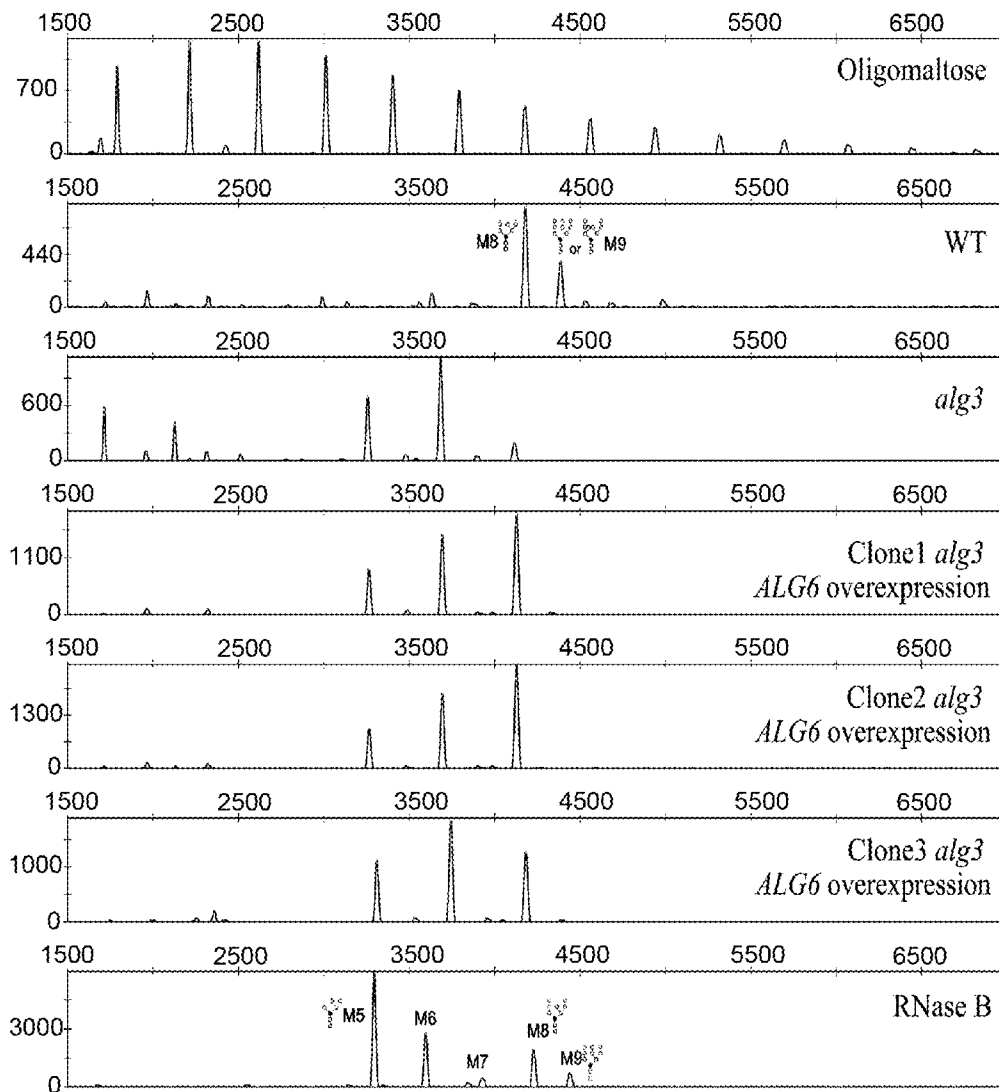 1500 2500 3500 4500 5500 6500
Oligomaltose
700
0
1500 2500 3500 4500 5500 6500
WT
M8 or M9
440
0
1500 2500 3500 4500 5500 6500
alg3
600
0
1500 2500 3500 4500 5500 6500
Clone1 alg3
ALG6 overexpression
1100
0
1500 2500 3500 4500 5500 6500
Clone2 alg3
ALG6 overexpression
1300
0
1500 2500 3500 4500 5500 6500
Clone3 alg3
ALG6 overexpression
1000
0
1500 2500 3500 4500 5500 6500
RNase B
3000
M5 M6 M7 M8 M9
0